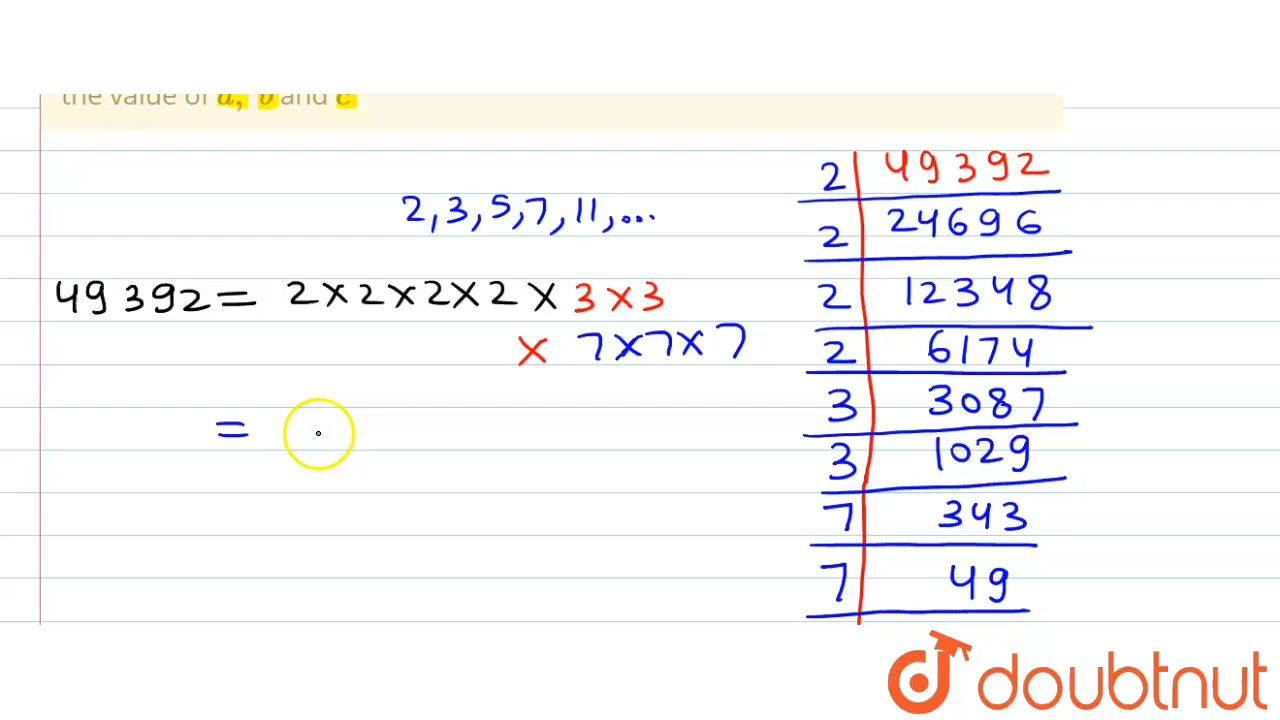 the value of a, b and c
2, 3, 5, 7, 11, ...
49392 = 2 × 2 × 2 × 2 × 3 × 3
× 7 × 7 × 7
=
2 | 49392
2 | 24696
2 | 12348
2 | 6174
3 | 3087
3 | 1029
7 | 343
7 | 49
doubtnut